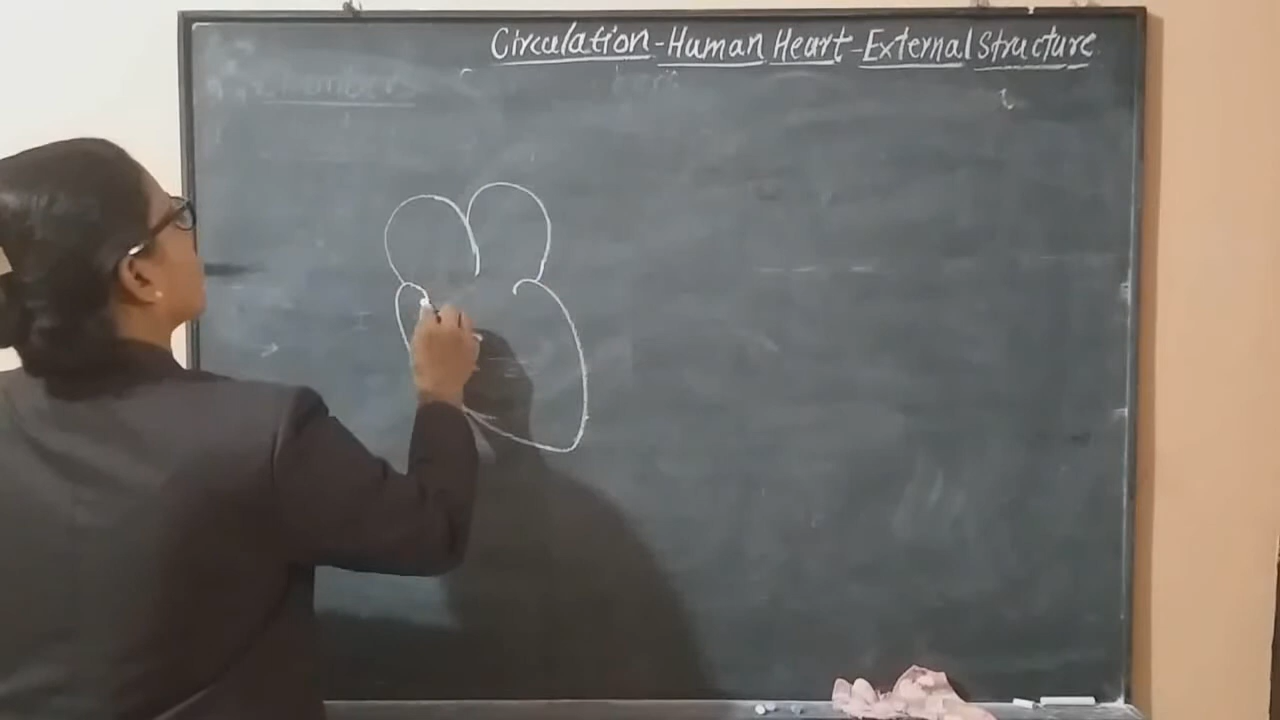 Circulation - Human Heart - External Structure
Chambers